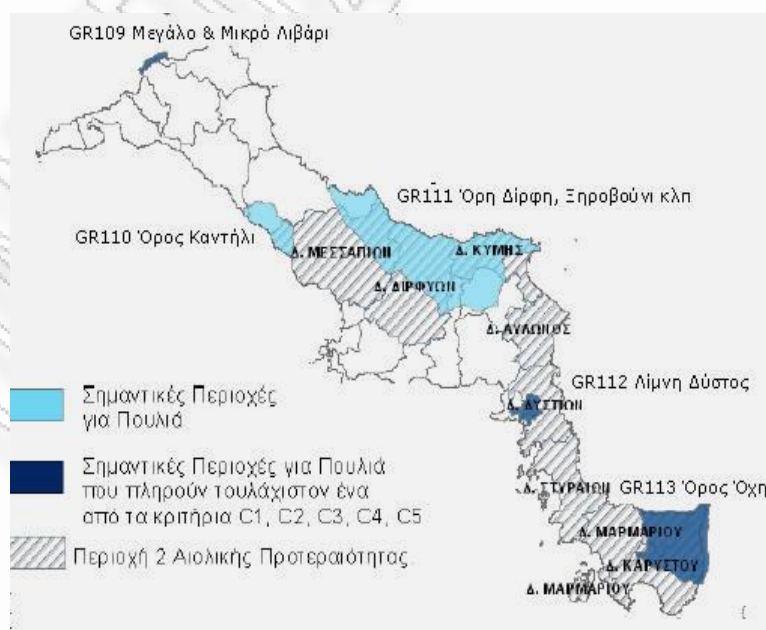 GR109 Μεγάλο & Μικρό Λιβάρι
GR111 Όρη Δίρφη, Ξηροβούνι κλπ
GR110 Όρος Καντήλι
Δ. ΜΕΣΣΑΠΙΩΝ
Δ. ΚΥΜΗΣ
Δ. ΔΙΡΦΥΩΝ
Δ. ΑΥΛΩΝΟΣ
GR112 Λίμνη Δύστος
Δ. ΔΥΣΤΙΩΝ
Σημαντικές Περιοχές
για Πουλιά
Σημαντικές Περιοχές για Πουλιά
που πληρούν τουλάχιστον ένα
από τα κριτήρια C1, C2, C3, C4, C5
Περιοχή 2 Αιολικής Προτεραιότητας
Δ. ΣΤΥΡΑΙΩΝ
GR113 Όρος Όχη
Δ. ΜΑΡΜΑΡΙΟΥ
Δ. ΚΑΡΥΣΤΟΥ
Δ. ΜΑΡΜΑΡΙΟΥ